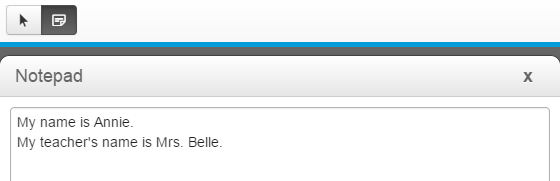 Notepad x
My name is Annie.
My teacher's name is Mrs. Belle.